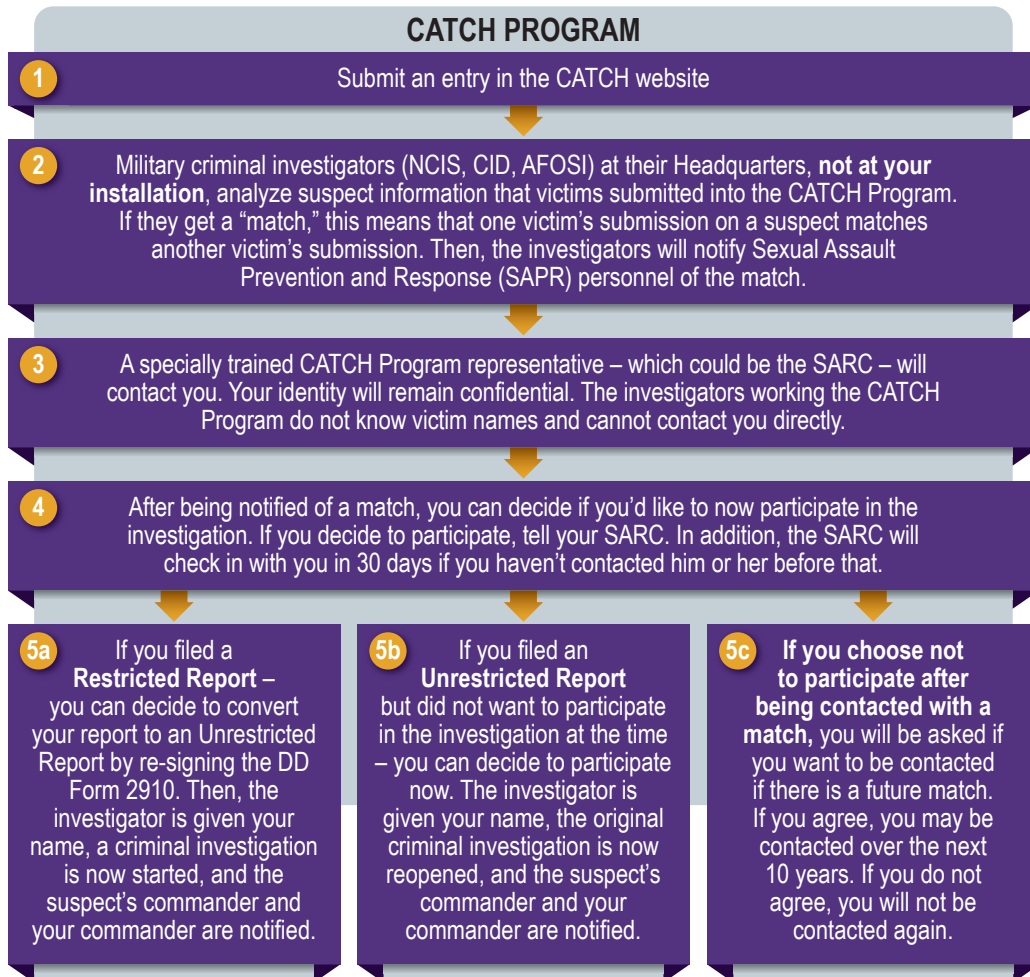 CATCH PROGRAM
1
Submit an entry in the CATCH website
2
Military criminal investigators (NCIS, CID, AFOSI) at their Headquarters, not at your
installation, analyze suspect information that victims submitted into the CATCH Program.
If they get a “match,” this means that one victim’s submission on a suspect matches
another victim’s submission. Then, the investigators will notify Sexual Assault
Prevention and Response (SAPR) personnel of the match.
3
A specially trained CATCH Program representative – which could be the SARC – will
contact you. Your identity will remain confidential. The investigators working the CATCH
Program do not know victim names and cannot contact you directly.
4
After being notified of a match, you can decide if you’d like to now participate in the
investigation. If you decide to participate, tell your SARC. In addition, the SARC will
check in with you in 30 days if you haven’t contacted him or her before that.
5a
If you filed a
Restricted Report –
you can decide to convert
your report to an Unrestricted
Report by re-signing the DD
Form 2910. Then, the
investigator is given your
name, a criminal investigation
is now started, and the
suspect’s commander and
your commander are notified.
5b
If you filed an
Unrestricted Report
but did not want to participate
in the investigation at the time
– you can decide to participate
now. The investigator is
given your name, the original
criminal investigation is now
reopened, and the suspect’s
commander and your
commander are notified.
5c
If you choose not
to participate after
being contacted with a
match, you will be asked if
you want to be contacted
if there is a future match.
If you agree, you may be
contacted over the next
10 years. If you do not
agree, you will not be
contacted again.